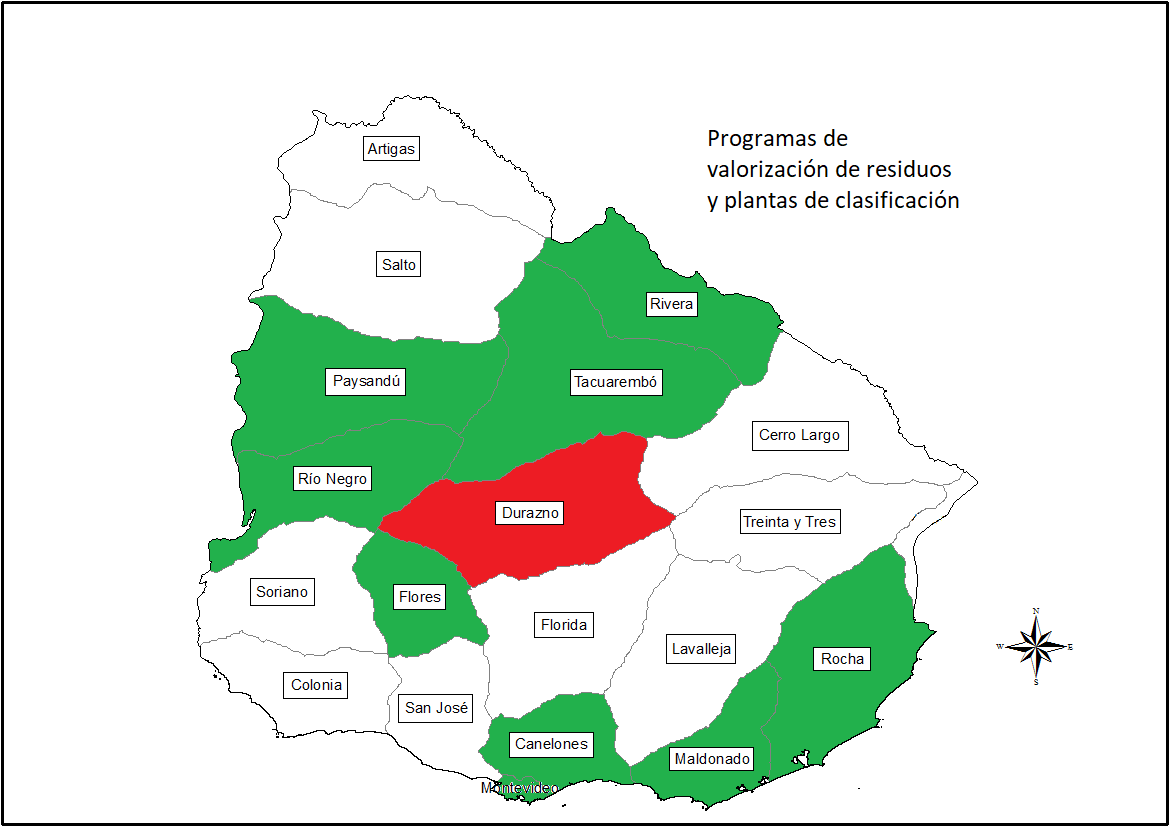 Programas de
valorización de residuos
y plantas de clasificación
Artigas
Salto
Rivera
Paysandú
Tacuarembó
Cerro Largo
Río Negro
Durazno
Treinta y Tres
Soriano
Flores
Florida
Lavalleja
Rocha
Colonia
San José
Canelones
Maldonado
Montevideo
N
W
E
S